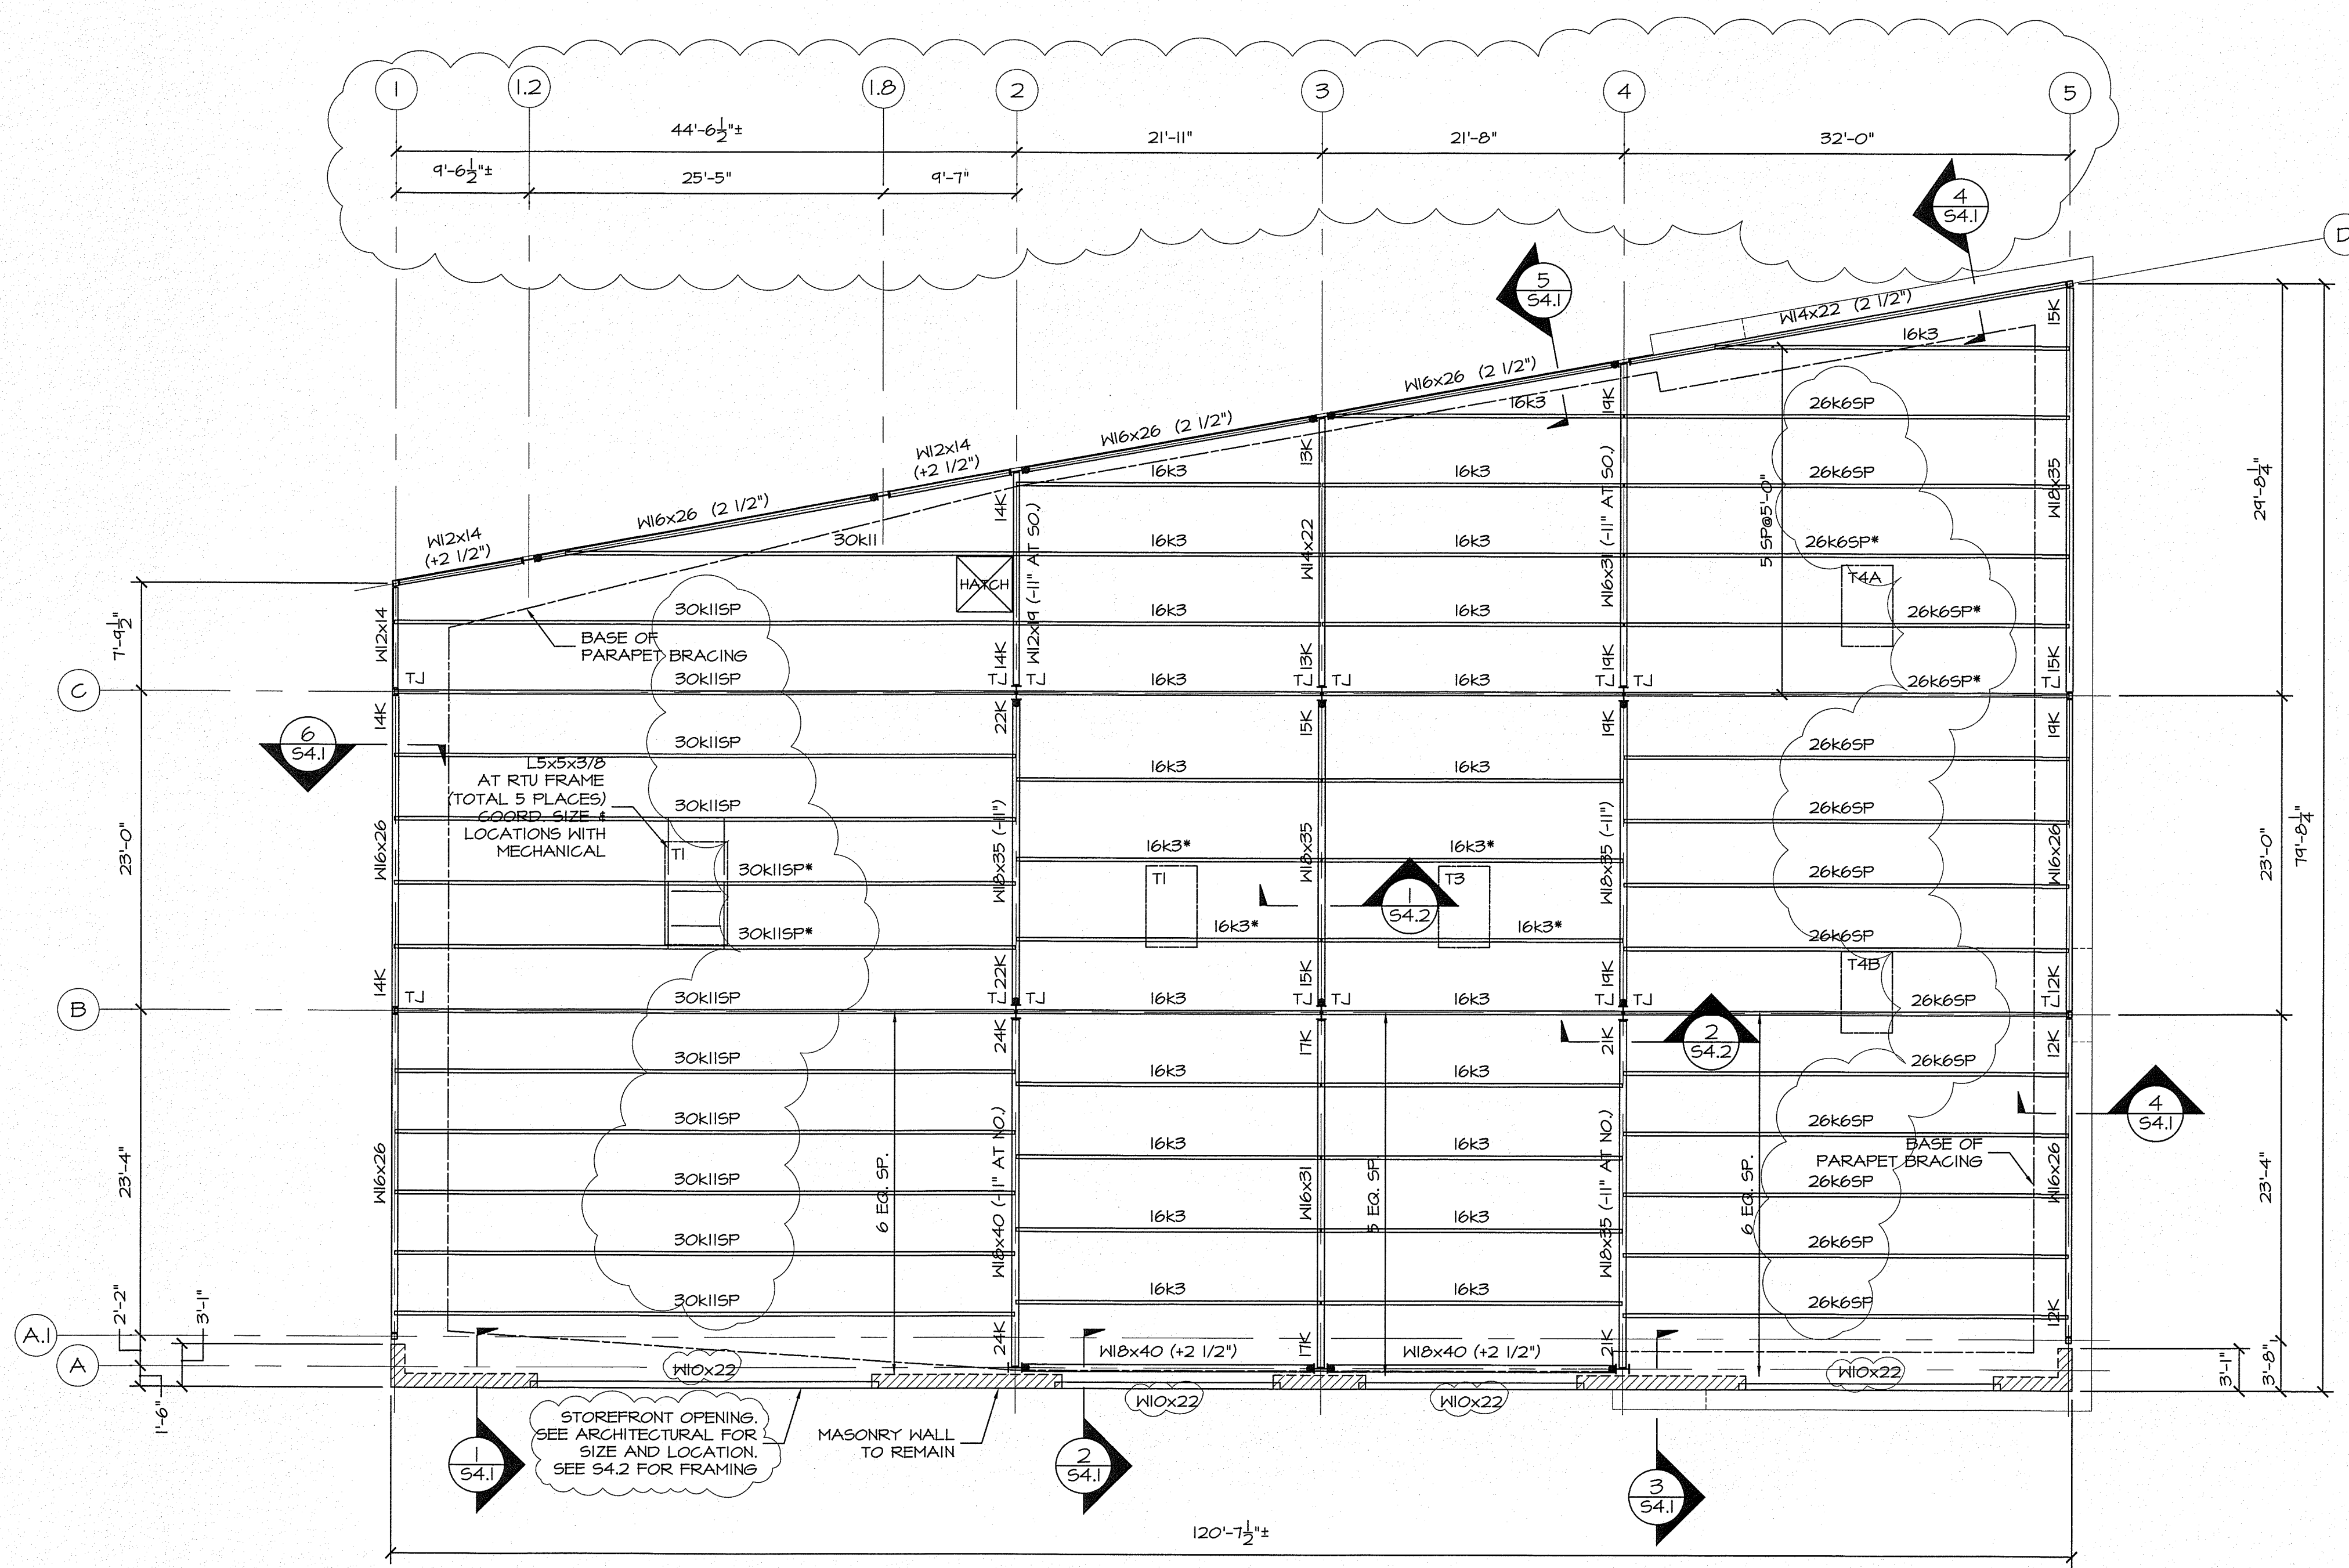 1 1.2 1.8 2 3 4 5
44'-6 1/2"± 21'-11" 21'-8" 32'-0"
9'-6 1/2"± 25'-5" 9'-7"
4
S4.1
D
5
S4.1
W14x22 (2 1/2") 15K
16k3
W16x26 (2 1/2")
16k3 19K 26k6SP
W16x26 (2 1/2")
W12x14
(+2 1/2")
13K
16k3 16k3 26k6SP
W16x26 (2 1/2")
14K
W12x19 (-11" AT SO.)
W14x22
W16x31 (-11" AT SO.)
5 SP@5'-0"
W18x35
29'-8 1/4"
W12x14
(+2 1/2")
30k11 16k3 16k3 26k6SP*
HATCH
T4A
7'-9 1/2"
W12x14
30k11SP 16k3 16k3 26k6SP*
BASE OF
PARAPET BRACING
14K 13K 19K 15K
C TJ 30k11SP TJ TJ 16k3 TJ TJ 16k3 TJ TJ 26k6SP* TJ
14K 22K 15K 19K 19K
6
S4.1
30k11SP 26k6SP
L5x5x3/8
AT RTU FRAME
(TOTAL 5 PLACES)
COORD. SIZE &
LOCATIONS WITH
MECHANICAL
16k3 16k3
30k11SP 26k6SP
T1
23'-0"
W16x26
W18x35 (-11")
W18x35
W18x35 (-11")
W16x26
23'-0"
79'-8 1/4"
16k3* 16k3*
30k11SP* 26k6SP
T1 T3
1
S4.2
30k11SP* 16k3* 16k3* 26k6SP
T4B
14K 22K 15K 19K 12K
B TJ 30k11SP TJ TJ 16k3 TJ TJ 16k3 TJ TJ 26k6SP TJ
24K 17K 21K 12K
2
S4.2
30k11SP 16k3 16k3 26k6SP
4
S4.1
30k11SP 16k3 16k3 26k6SP
BASE OF
PARAPET BRACING
23'-4"
W16x26
6 EQ. SP.
W18x40 (-11" AT NO.)
W16x31
5 EQ. SP.
W18x35 (-11" AT NO.)
6 EQ. SP.
W16x26
23'-4"
30k11SP 26k6SP
16k3 16k3
30k11SP 26k6SP
30k11SP 16k3 16k3 26k6SP
2'-2" 3'-1"
24K 17K 21K 12K
A.1
W18x40 (+2 1/2") W18x40 (+2 1/2")
A
W10x22 W10x22
3'-1" 3'-8"
1'-6"
W10x22 W10x22
STOREFRONT OPENING.
SEE ARCHITECTURAL FOR
SIZE AND LOCATION.
SEE S4.2 FOR FRAMING
MASONRY WALL
TO REMAIN
1
S4.1
2
S4.1
3
S4.1
120'-7 1/2"±